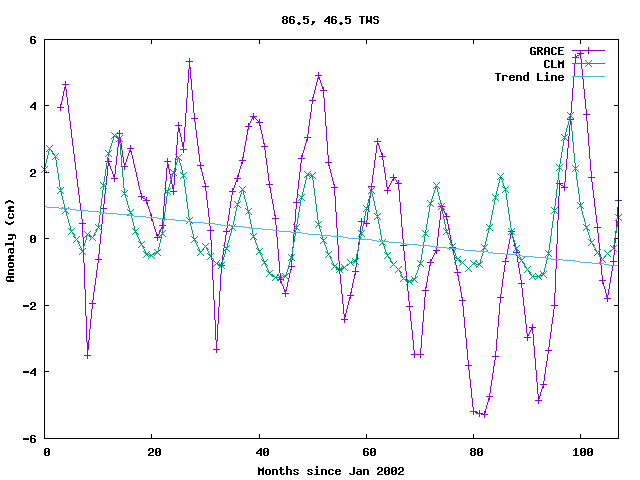 86.5, 46.5 TWS
GRACE
CLM
Trend Line
6
4
2
0
-2
-4
-6
Anomaly (cm)
0 20 40 60 80 100
Months since Jan 2002